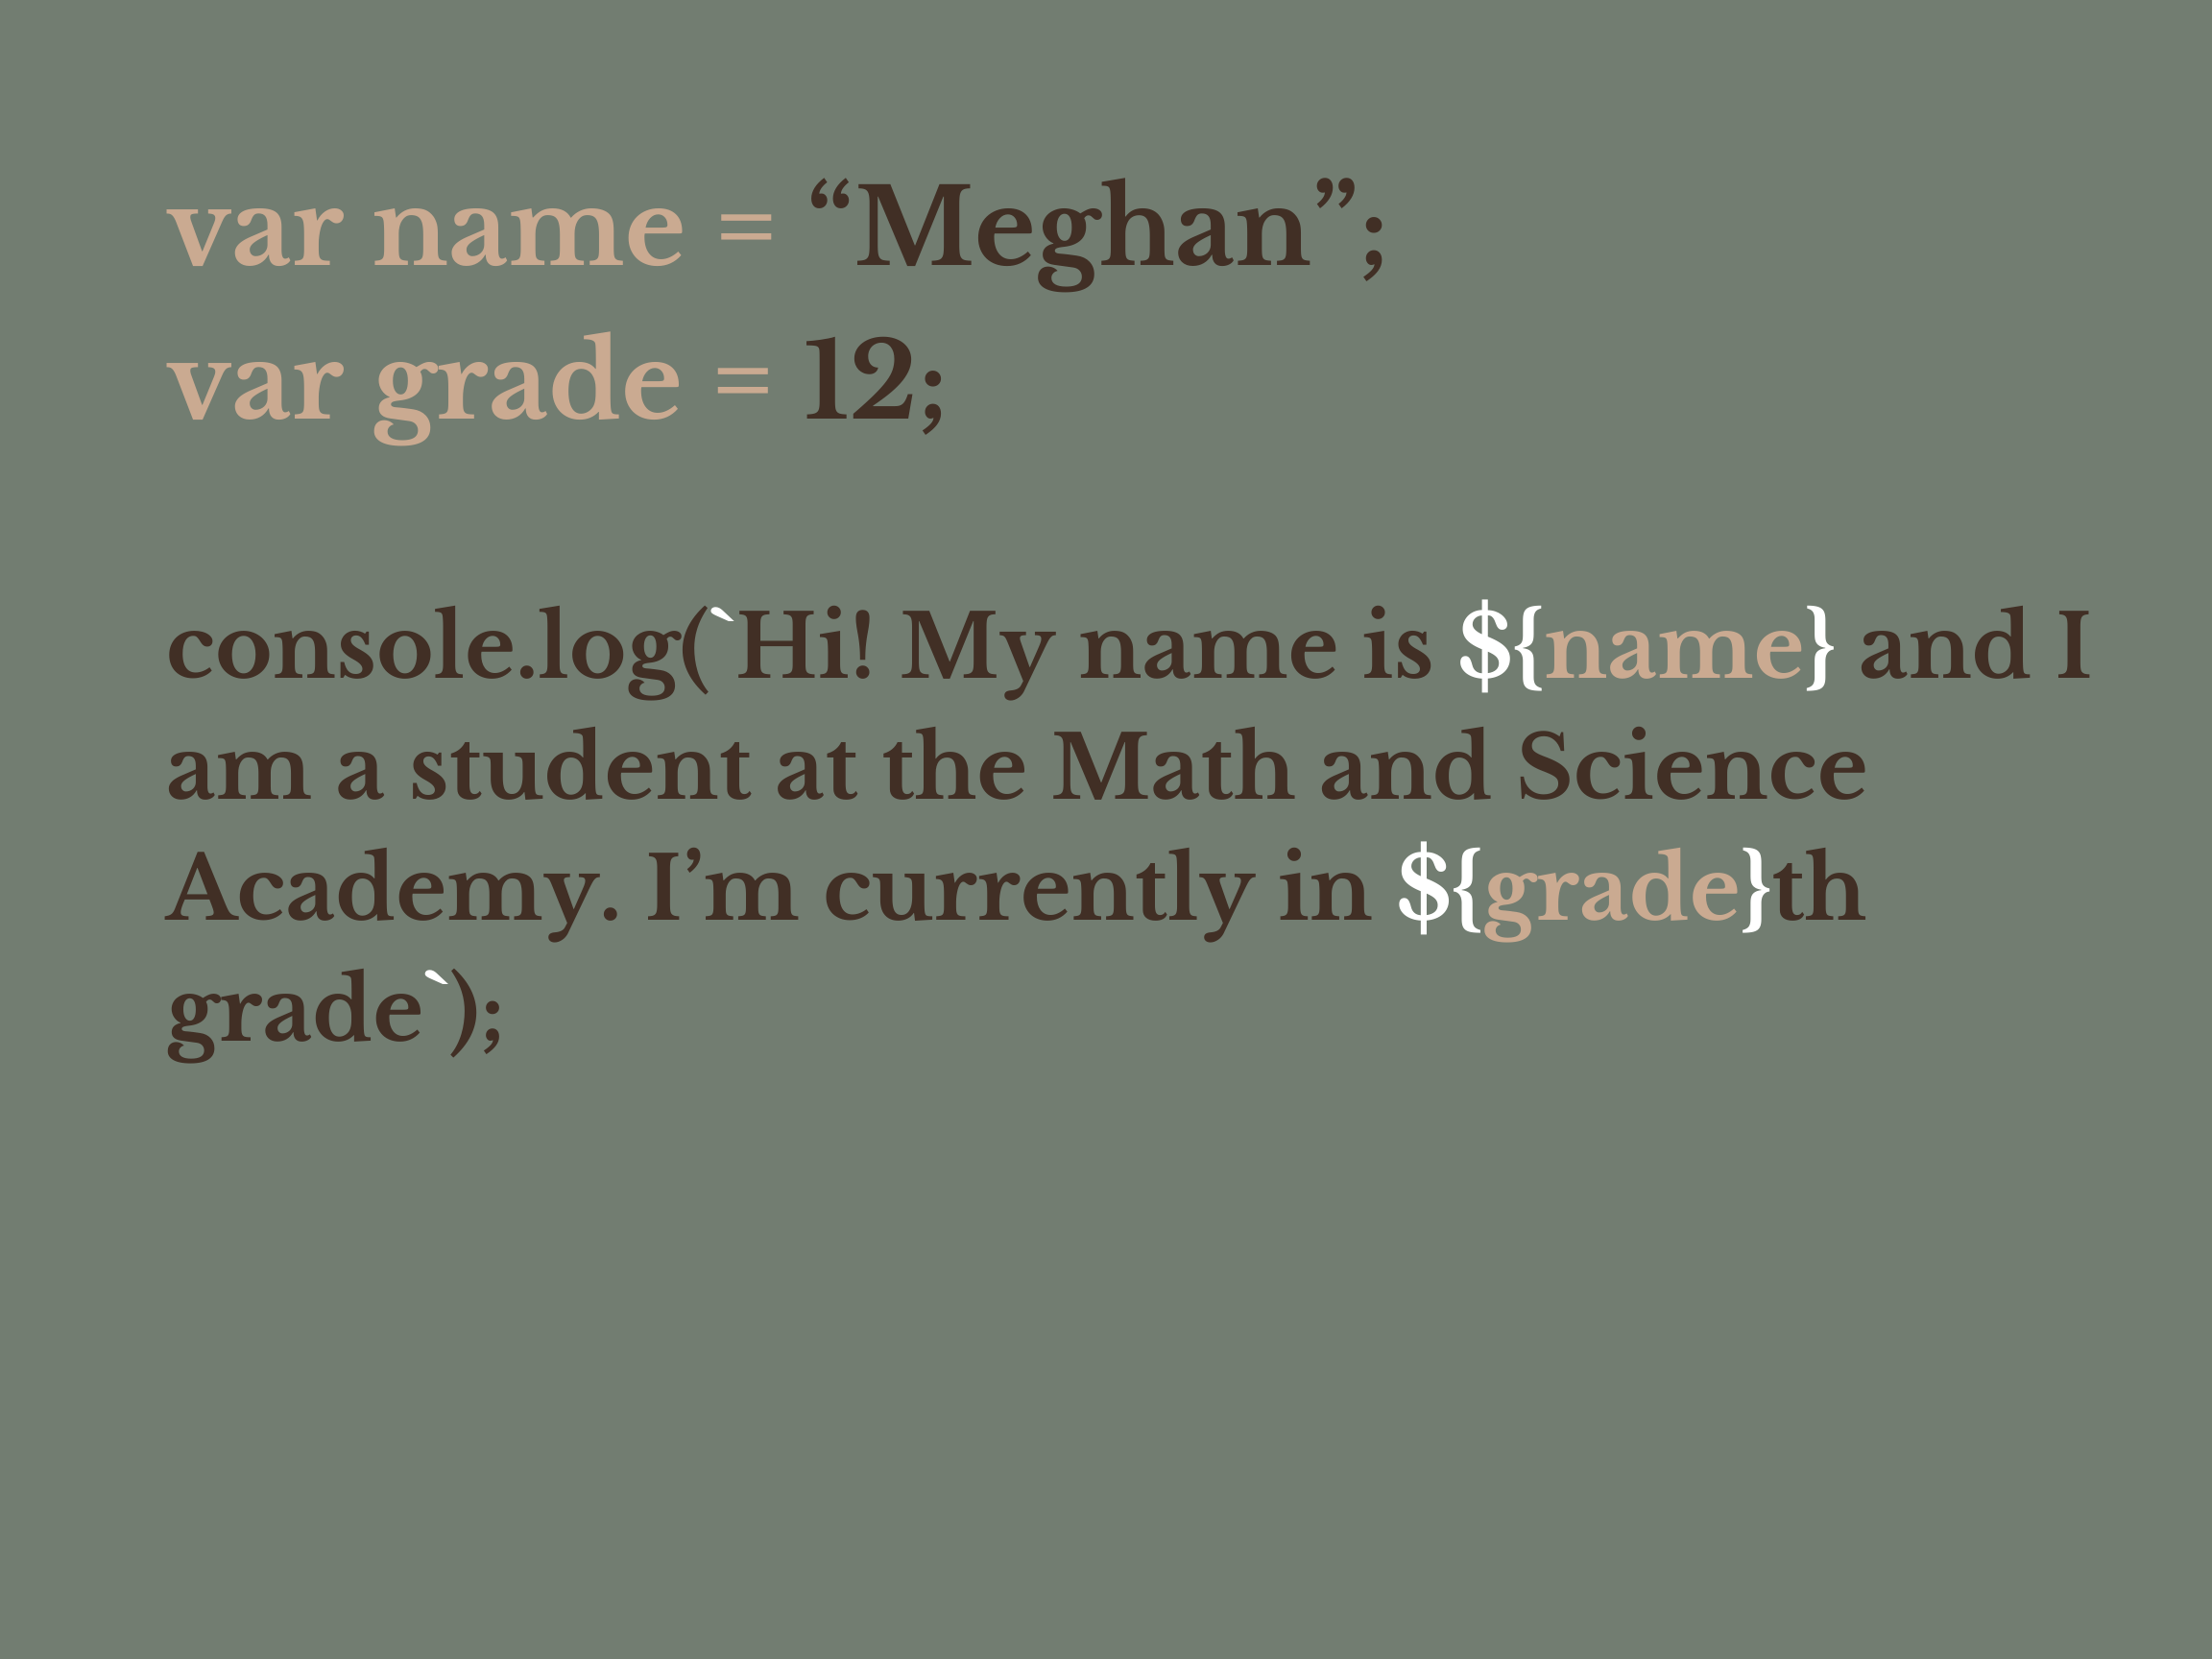 var name = “Meghan”;
var grade = 12;
console.log(`Hi! My name is ${name} and I
am a student at the Math and Science
Academy. I’m currently in ${grade}th
grade`);